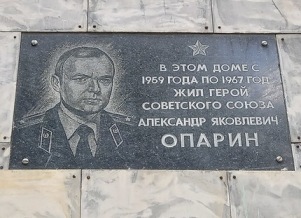 В ЭТОМ ДОМЕ С
1959 ГОДА ПО 1967 ГОД
ЖИЛ ГЕРОЙ
СОВЕТСКОГО СОЮЗА
АЛЕКСАНДР ЯКОВЛЕВИЧ
ОПАРИН